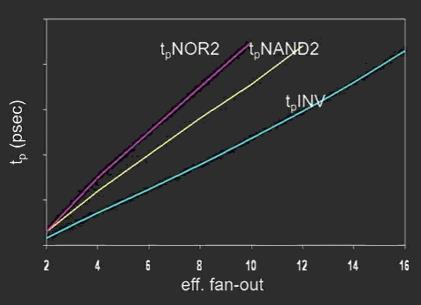 tpNOR2
tpNAND2
tpINV
tp (psec)
2 4 6 8 10 12 14 16
eff. fan-out